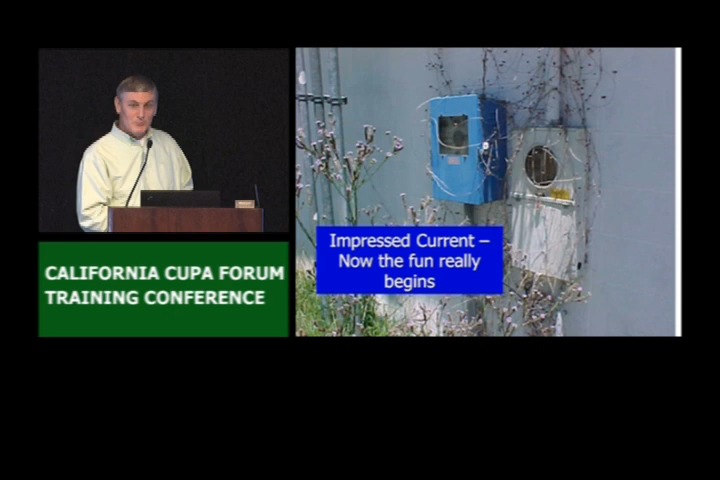 CALIFORNIA CUPA FORUM
TRAINING CONFERENCE
Impressed Current –
Now the fun really
begins